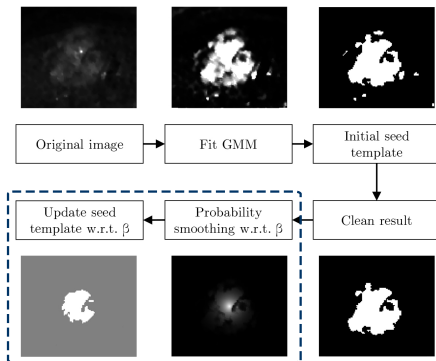 Original image
Fit GMM
Initial seed
template
Update seed
template w.r.t. β
Probability
smoothing w.r.t. β
Clean result